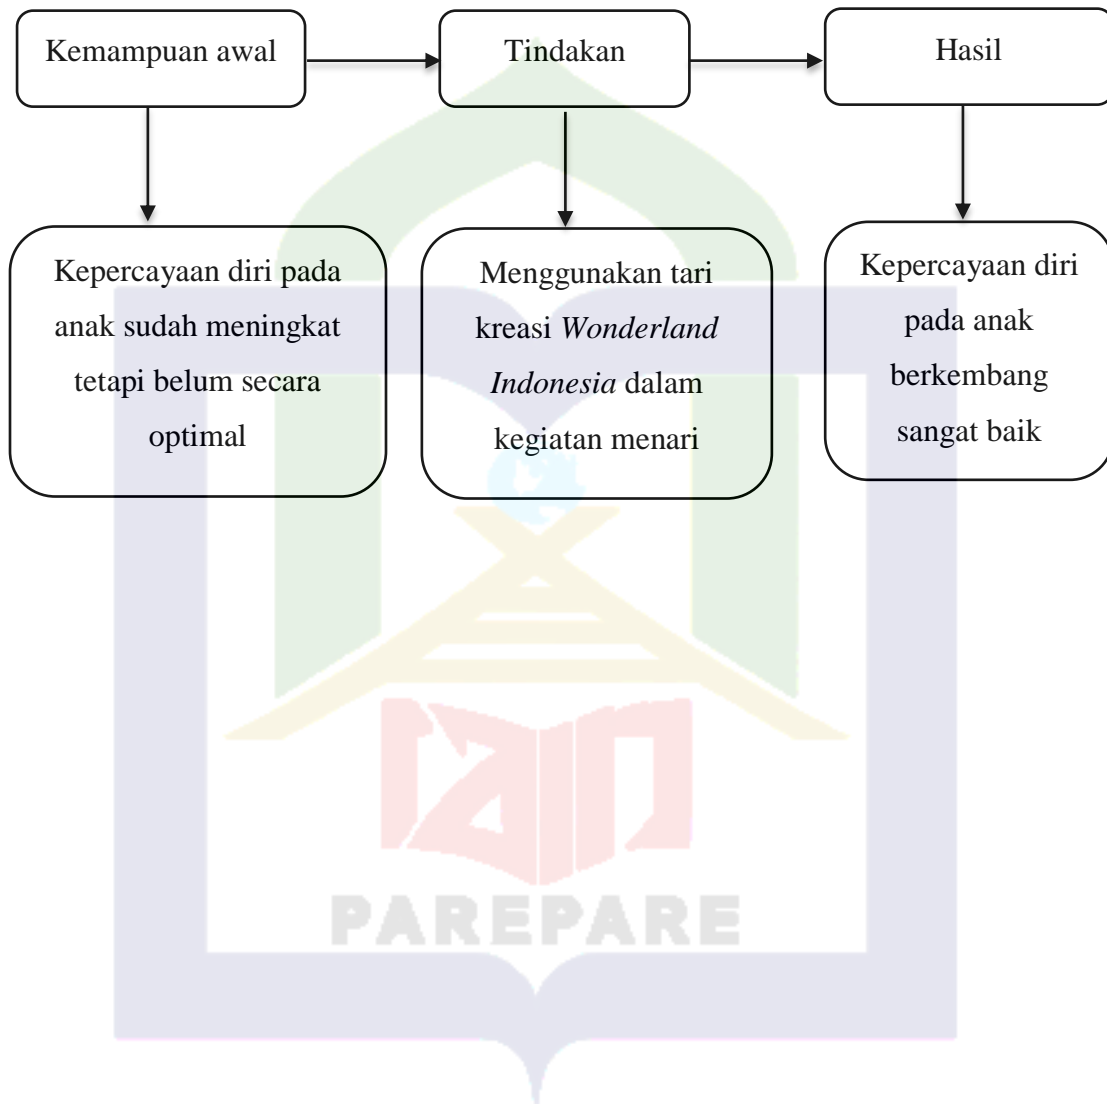 Kemampuan awal
Tindakan
Hasil
Kepercayaan diri pada
anak sudah meningkat
tetapi belum secara
optimal
Menggunakan tari
kreasi Wonderland
Indonesia dalam
kegiatan menari
Kepercayaan diri
pada anak
berkembang
sangat baik
iain
PAREPARE